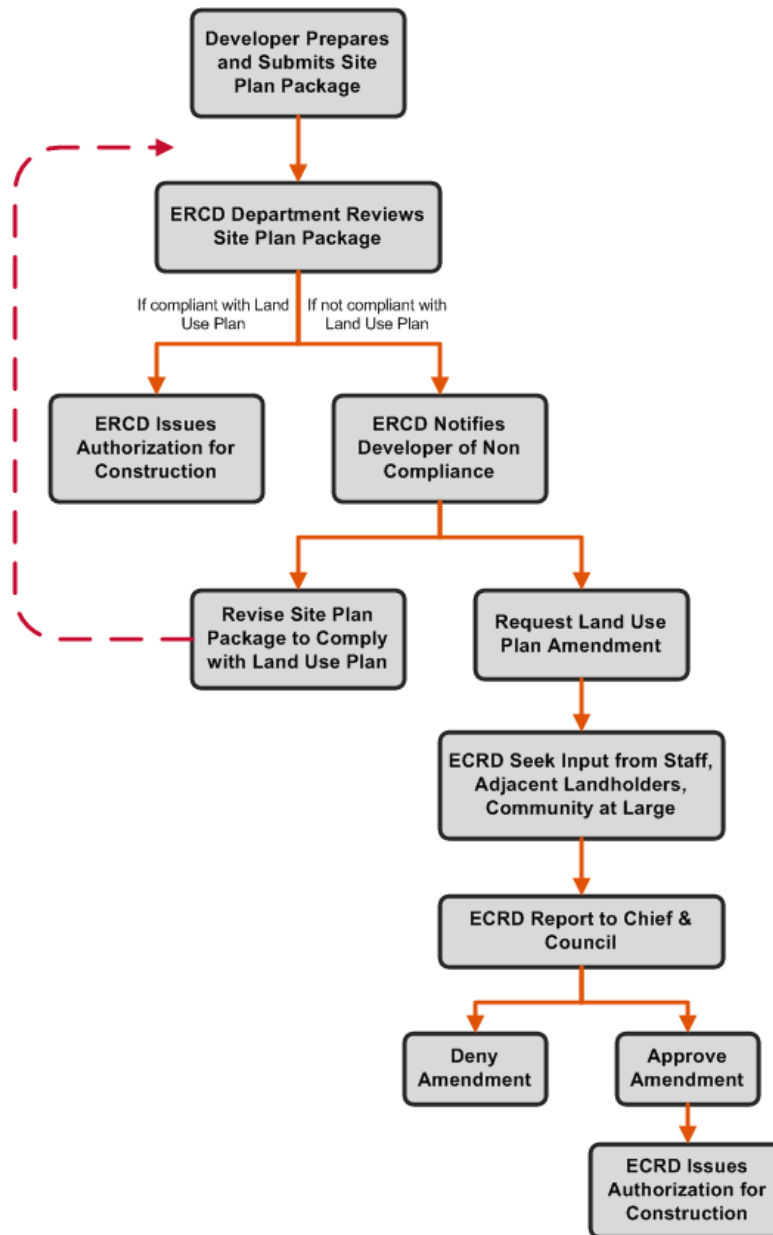 Developer Prepares
and Submits Site
Plan Package
ERCD Department Reviews
Site Plan Package
If compliant with Land
Use Plan
If not compliant with
Land Use Plan
ERCD Issues
Authorization for
Construction
ERCD Notifies
Developer of Non
Compliance
Revise Site Plan
Package to Comply
with Land Use Plan
Request Land Use
Plan Amendment
ECRD Seek Input from Staff,
Adjacent Landholders,
Community at Large
ECRD Report to Chief &
Council
Deny
Amendment
Approve
Amendment
ECRD Issues
Authorization for
Construction